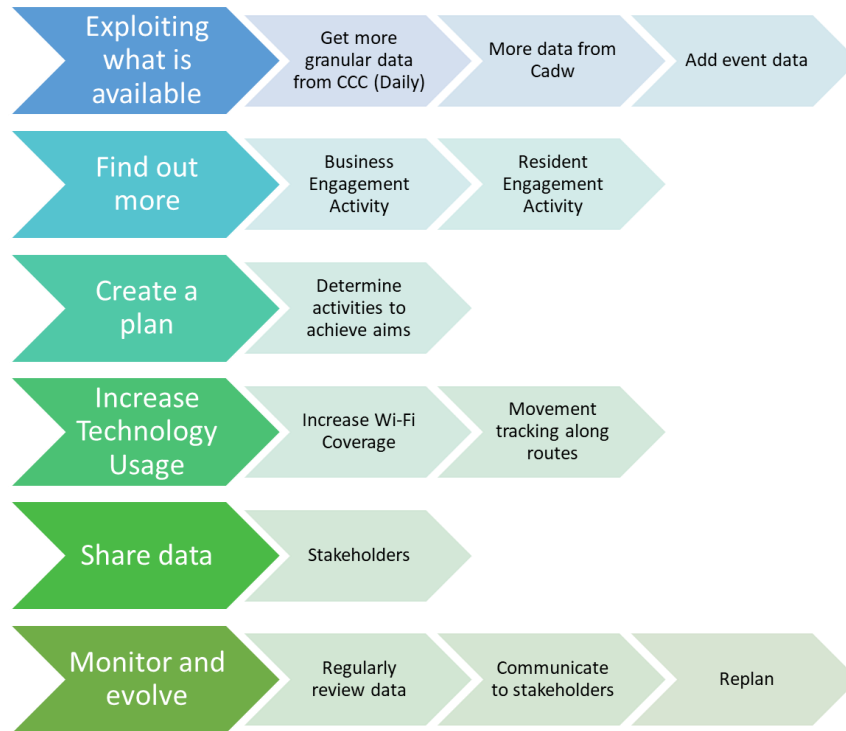 Exploiting
what is
available
Get more
granular data
from CCC (Daily)
More data from
Cadw
Add event data
Find out
more
Business
Engagement
Activity
Resident
Engagement
Activity
Create a
plan
Determine
activities to
achieve aims
Increase
Technology
Usage
Increase Wi-Fi
Coverage
Movement
tracking along
routes
Share data
Stakeholders
Monitor and
evolve
Regularly
review data
Communicate
to stakeholders
Replan